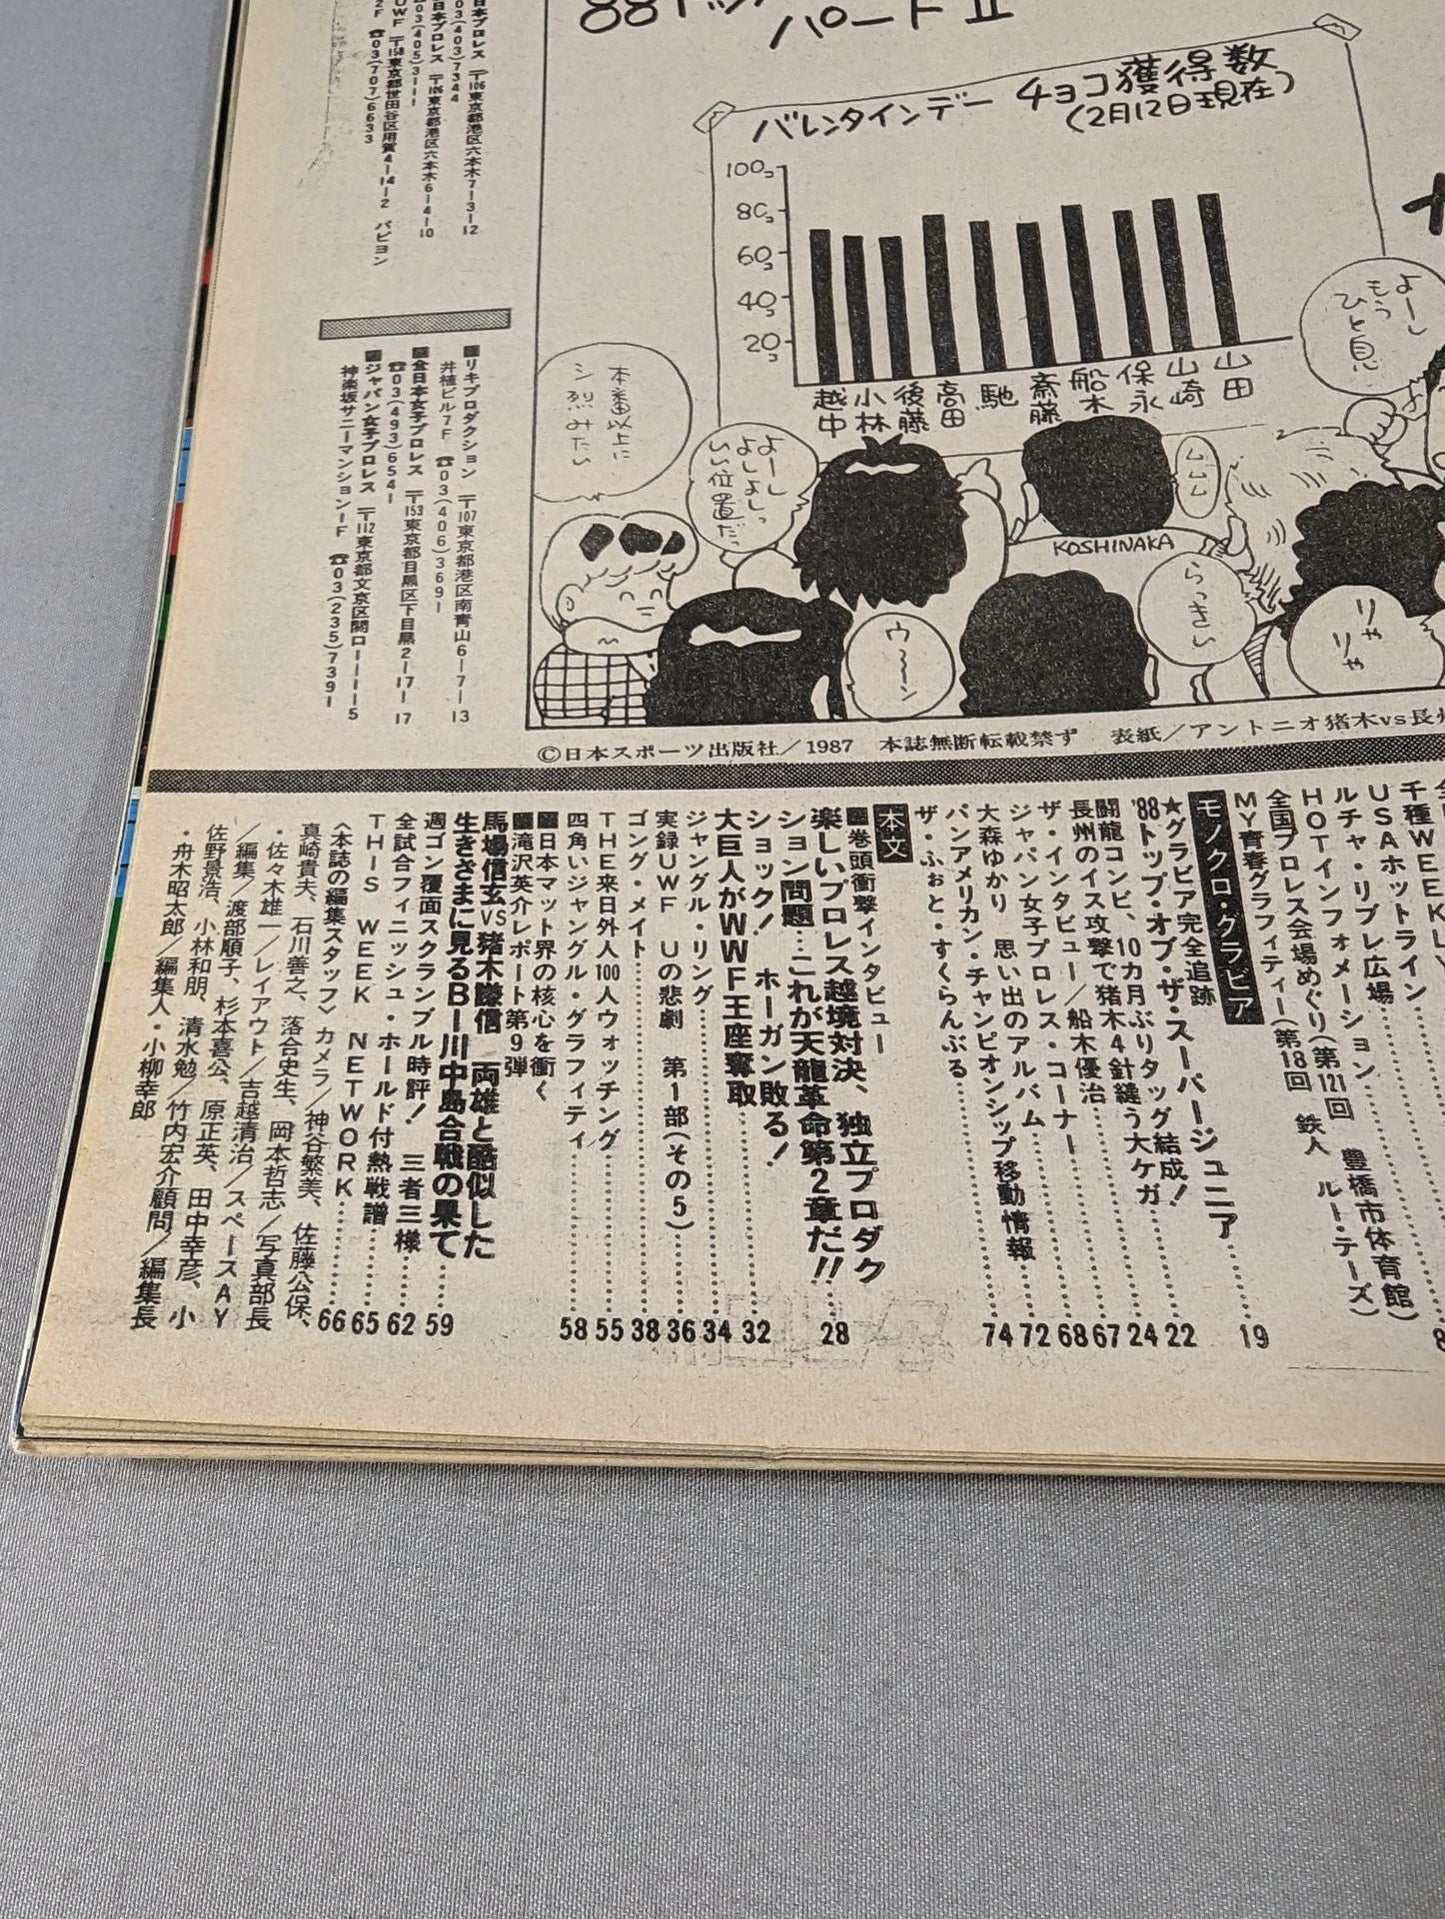 パートⅡ
バレンタインデー チョコ獲得数
(2月12日現在)
100コ
80コ
60コ
40コ
20コ
越中
小林
後藤
高田
馳
斎藤
船木
保永
山崎
山田
よーし
もう
ひと息
本番以上に
シ烈みたい
よーし
よしよしっ
いい位置だっ
ムムム
KOSHINAKA
らっきい
ウ〜ン
りゃ
りゃ
日本プロレス 〒106東京都港区六本木7-3-12
☎03(403)7344
日本プロレス 〒106東京都港区六本木6-4-10
03(405)3111
UWF 〒158東京都世田谷区用賀4-14-2 パピヨン
2F ☎03(707)6633
■リキプロダクション 〒107東京都港区南青山6-7-13
井植ビル7F ☎03(406)3691
■全日本女子プロレス 〒153東京都目黒区下目黒2-17-17
☎03(493)6541
■ジャパン女子プロレス 〒112東京都文京区関口1-1-5
神楽坂サニーマンション1F ☎03(235)7391
©日本スポーツ出版社/1987 本誌無断転載禁ず 表紙/アントニオ猪木vs長州
千種WEEKLY
USAホットライン
ルチャ・リブレ広場
HOTインフォメーション
全国プロレス会場めぐり(第121回 豊橋市体育館)
MY青春グラフィティー(第18回 鉄人 ルー・テーズ)
モノクロ・グラビア
★グラビア完全追跡
'88トップ・オブ・ザ・スーパージュニア 19
闘龍コンビ、10カ月ぶりタッグ結成! 22
長州のイス攻撃で猪木4針縫う大ケガ 24
ザ・インタビュー/船木優治 67
ジャパン女子プロレス・コーナー 68
大森ゆかり 思い出のアルバム 72
パンアメリカン・チャンピオンシップ移動情報 74
ザ・ふぉと・すくらんぶる
本文
■巻頭衝撃インタビュー
楽しいプロレス越境対決、独立プロダク
ション問題…これが天龍革命第2章だ!! 28
ショック! ホーガン敗る!
大巨人がWWF王座奪取 32
ジャングル・リング 34
実録UWF Uの悲劇 第1部(その5) 36
ゴング・メイト 38
THE来日外人100人ウォッチング 55
四角いジャングル・グラフィティ 58
■日本マット界の核心を衝く
■滝沢英介レポート第9弾
馬場信玄vs猪木謙信 両雄と酷似した
生きざまに見るB-川中島合戦の果て 59
週ゴン覆面スクランブル時評! 三者三様 62
全試合フィニッシュ・ホールド付熱戦譜 65
THIS WEEK NETWORK 66
〈本誌の編集スタッフ〉カメラ/神谷繁美、佐藤公保、
真崎貴夫、石川善之、落合史生、岡本哲志/写真部長
・佐々木雄一/レイアウト/吉越清治/スペースAY
/編集/渡部順子、杉本喜公、原正英、田中幸彦、小
佐野景浩、小林和朋、清水勉/竹内宏介顧問/編集長
・舟木昭太郎/編集人・小柳幸郎